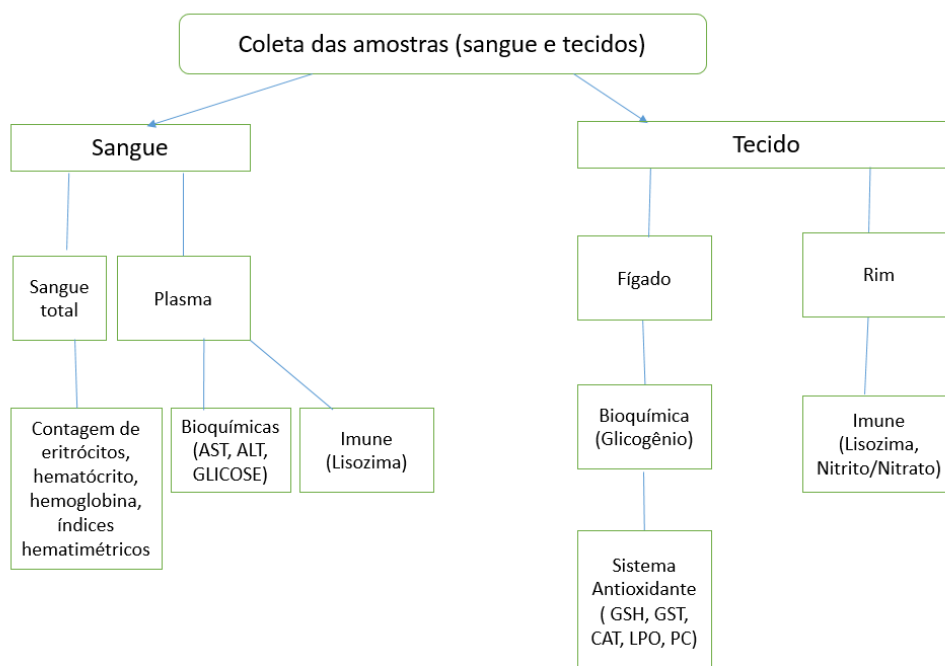 Coleta das amostras (sangue e tecidos)
Sangue
Tecido
Sangue
total
Plasma
Fígado
Rim
Contagem de
eritrócitos,
hematócrito,
hemoglobina,
índices
hematimétricos
Bioquímicas
(AST, ALT,
GLICOSE)
Imune
(Lisozima)
Bioquímica
(Glicogênio)
Imune
(Lisozima,
Nitrito/Nitrato)
Sistema
Antioxidante
( GSH, GST,
CAT, LPO, PC)